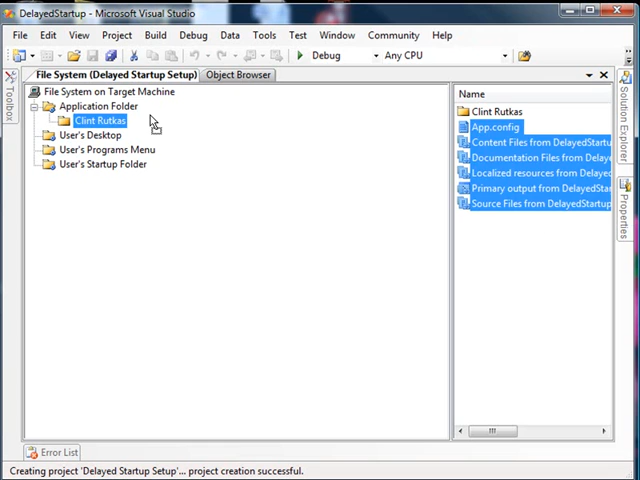 DelayedStartup - Microsoft Visual Studio
File Edit View Project Build Debug Data Tools Test Window Community Help
Debug Any CPU
File System (Delayed Startup Setup) Object Browser
Toolbox
File System on Target Machine
Application Folder
Clint Rutkas
User's Desktop
User's Programs Menu
User's Startup Folder
Name
Clint Rutkas
App.config
Content Files from DelayedStartu
Documentation Files from Delayed
Localized resources from DelayedS
Primary output from DelayedStar
Source Files from DelayedStartup
Solution Explorer
Properties
Error List
Creating project 'Delayed Startup Setup'... project creation successful.